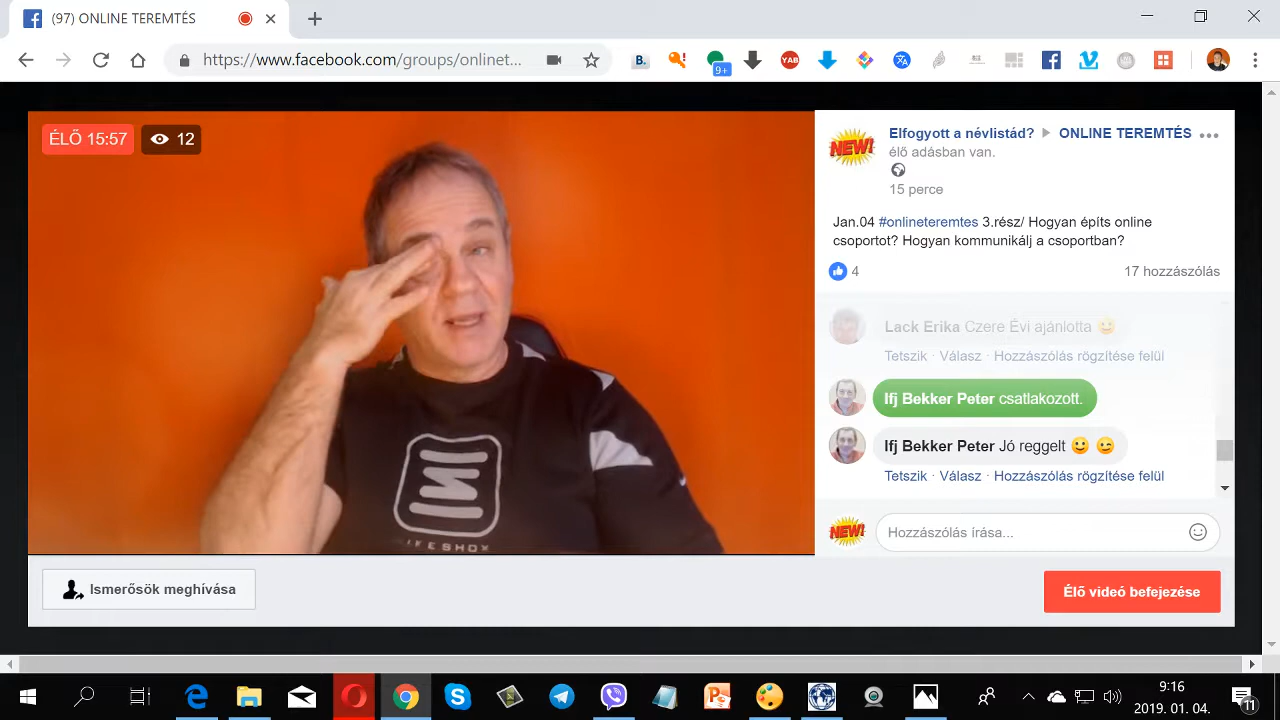 (97) ONLINE TEREMTÉS
https://www.facebook.com/groups/onlinet...
B.
9+
YAB
ÉLŐ 15:57
12
NEW!
Elfogyott a névlistád? ONLINE TEREMTÉS
élő adásban van.
15 perce
Jan.04 #onlineteremtes 3.rész/ Hogyan építs online
csoportot? Hogyan kommunikálj a csoportban?
4
17 hozzászólás
Lack Erika Czere Évi ajánlotta
Tetszik · Válasz · Hozzászólás rögzítése felül
Ifj Bekker Peter csatlakozott.
Ifj Bekker Peter Jó reggelt
Tetszik · Válasz · Hozzászólás rögzítése felül
NEW!
Hozzászólás írása...
Ismerősök meghívása
Élő videó befejezése
9:16
2019. 01. 04.
11